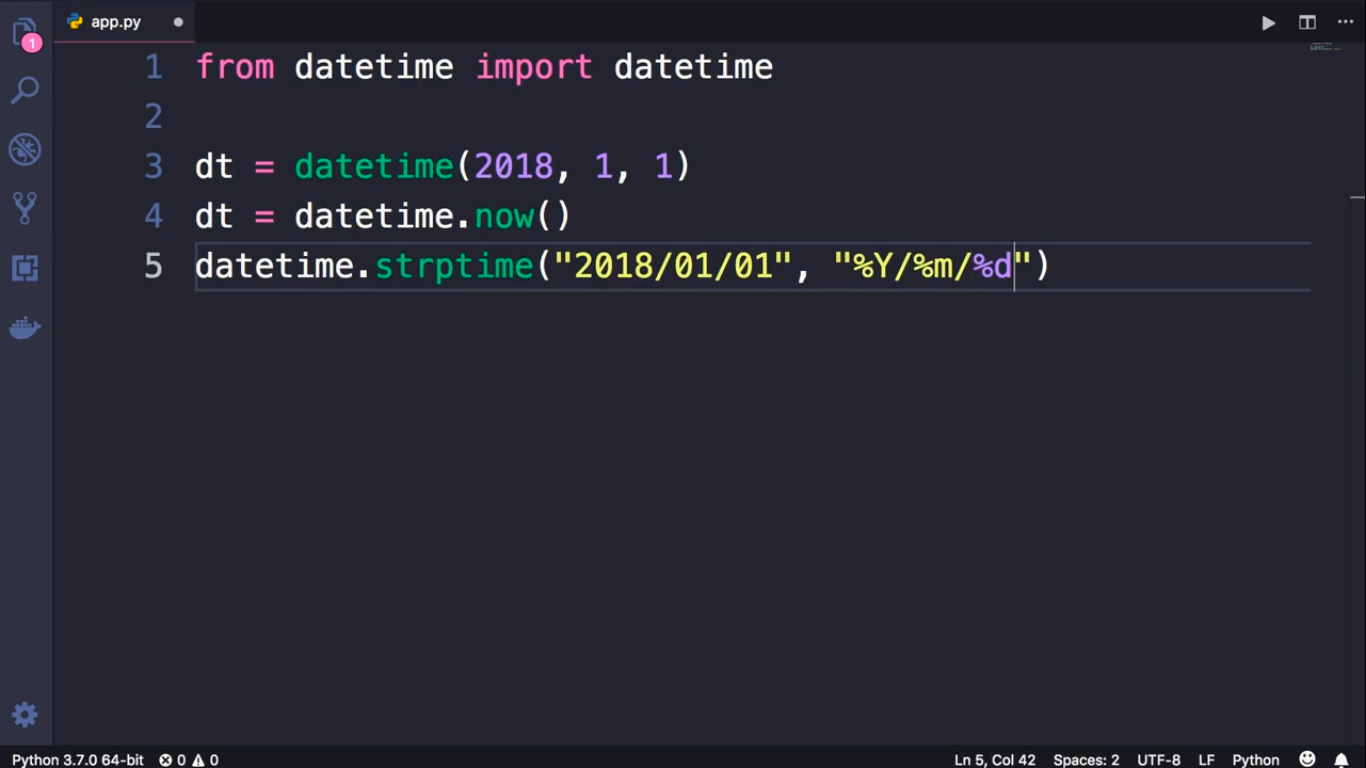 app.py
1
1 from datetime import datetime
2
3 dt = datetime(2018, 1, 1)
4 dt = datetime.now()
5 datetime.strptime("2018/01/01", "%Y/%m/%d")
Python 3.7.0 64-bit 0 0 Ln 5, Col 42 Spaces: 2 UTF-8 LF Python